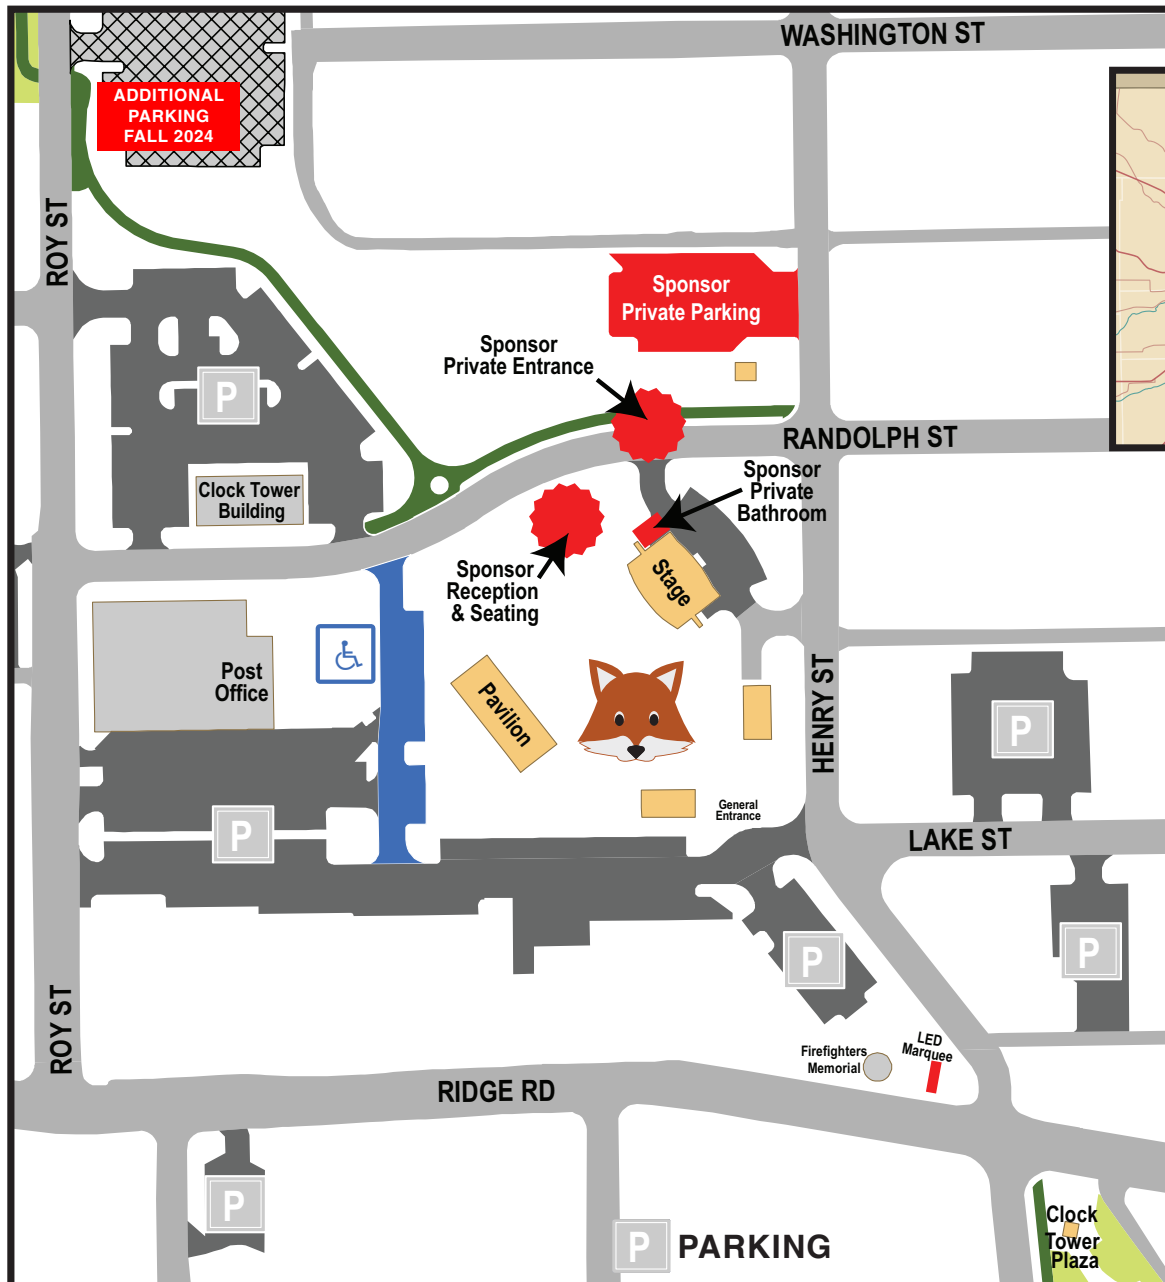 WASHINGTON ST
ADDITIONAL
PARKING
FALL 2024
ROY ST
Sponsor
Private Parking
Sponsor
Private Entrance
P
RANDOLPH ST
Sponsor
Private
Bathroom
Clock Tower
Building
Stage
Sponsor
Reception
& Seating
Post
Office
Pavilion
HENRY ST
P
General
Entrance
P
LAKE ST
P
P
ROY ST
LED
Marquee
Firefighters
Memorial
RIDGE RD
P
Clock
Tower
Plaza
P PARKING